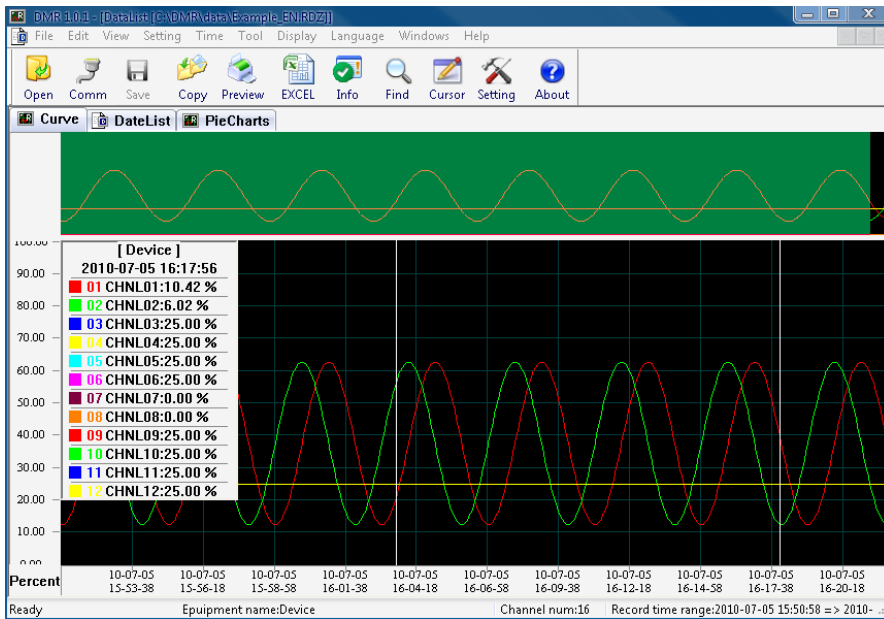 DMR 1.0.1 - [DataList [C:\DMR\data\Example_EN.RDZ]]
File Edit View Setting Time Tool Display Language Windows Help
Open Comm Save Copy Preview EXCEL Info Find Cursor Setting About
Curve DateList PieCharts
100.00
90.00
80.00
70.00
60.00
50.00
40.00
30.00
20.00
10.00
0.00
[ Device ]
2010-07-05 16:17:56
01 CHNL01:10.42 %
02 CHNL02:6.02 %
03 CHNL03:25.00 %
04 CHNL04:25.00 %
05 CHNL05:25.00 %
06 CHNL06:25.00 %
07 CHNL07:0.00 %
08 CHNL08:0.00 %
09 CHNL09:25.00 %
10 CHNL10:25.00 %
11 CHNL11:25.00 %
12 CHNL12:25.00 %
Percent
10-07-05 10-07-05 10-07-05 10-07-05 10-07-05 10-07-05 10-07-05 10-07-05 10-07-05 10-07-05 10-07-05
15-53-38 15-56-18 15-58-58 16-01-38 16-04-18 16-06-58 16-09-38 16-12-18 16-14-58 16-17-38 16-20-18
Ready Epuipment name:Device Channel num:16 Record time range:2010-07-05 15:50:58 => 2010-